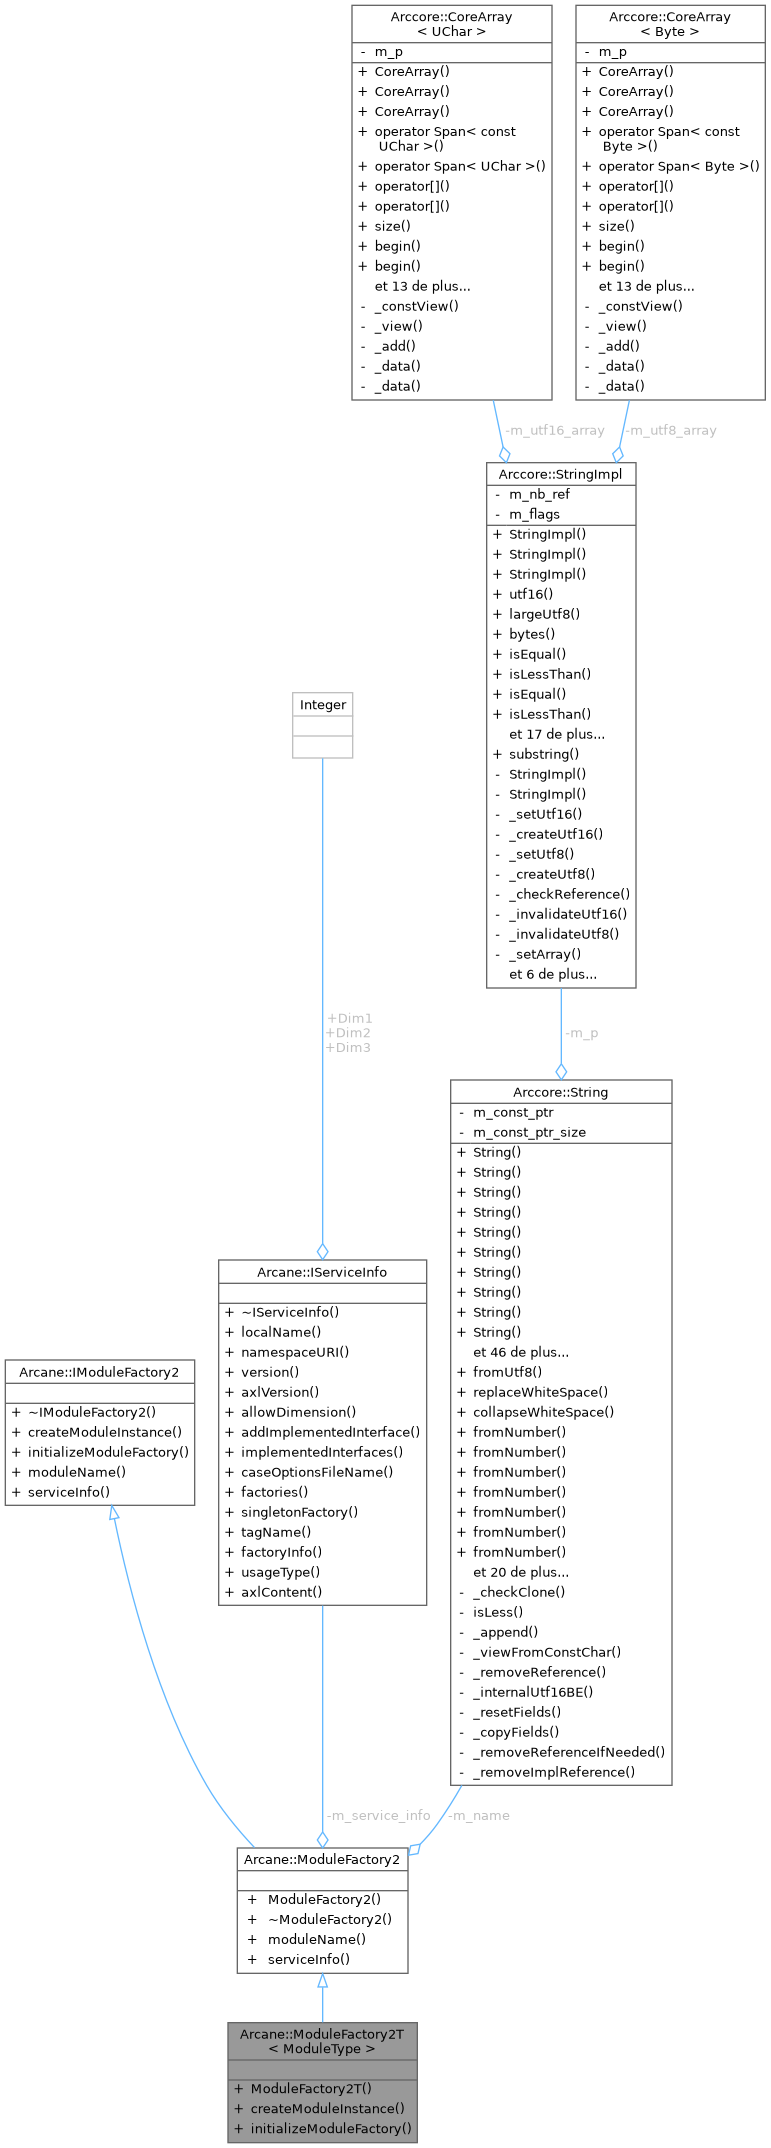 Arccore::CoreArray
< UChar >
- m_p
+ CoreArray()
+ CoreArray()
+ CoreArray()
+ operator Span< const
UChar >()
+ operator Span< UChar >()
+ operator[]()
+ operator[]()
+ size()
+ begin()
+ begin()
et 13 de plus...
- _constView()
- _view()
- _add()
- _data()
- _data()
Arccore::CoreArray
< Byte >
- m_p
+ CoreArray()
+ CoreArray()
+ CoreArray()
+ operator Span< const
Byte >()
+ operator Span< Byte >()
+ operator[]()
+ operator[]()
+ size()
+ begin()
+ begin()
et 13 de plus...
- _constView()
- _view()
- _add()
- _data()
- _data()
-m_utf16_array
-m_utf8_array
Arccore::StringImpl
- m_nb_ref
- m_flags
+ StringImpl()
+ StringImpl()
+ StringImpl()
+ utf16()
+ largeUtf8()
+ bytes()
+ isEqual()
+ isLessThan()
+ isEqual()
+ isLessThan()
et 17 de plus...
+ substring()
- StringImpl()
- StringImpl()
- _setUtf16()
- _createUtf16()
- _setUtf8()
- _createUtf8()
- _checkReference()
- _invalidateUtf16()
- _invalidateUtf8()
- _setArray()
et 6 de plus...
Integer
+Dim1
+Dim2
+Dim3
-m_p
Arccore::String
- m_const_ptr
- m_const_ptr_size
+ String()
+ String()
+ String()
+ String()
+ String()
+ String()
+ String()
+ String()
+ String()
+ String()
et 46 de plus...
+ fromUtf8()
+ replaceWhiteSpace()
+ collapseWhiteSpace()
+ fromNumber()
+ fromNumber()
+ fromNumber()
+ fromNumber()
+ fromNumber()
+ fromNumber()
+ fromNumber()
et 20 de plus...
- _checkClone()
- isLess()
- _append()
- _viewFromConstChar()
- _removeReference()
- _internalUtf16BE()
- _resetFields()
- _copyFields()
- _removeReferenceIfNeeded()
- _removeImplReference()
Arcane::IServiceInfo
+ ~IServiceInfo()
+ localName()
+ namespaceURI()
+ version()
+ axlVersion()
+ allowDimension()
+ addImplementedInterface()
+ implementedInterfaces()
+ caseOptionsFileName()
+ factories()
+ singletonFactory()
+ tagName()
+ factoryInfo()
+ usageType()
+ axlContent()
Arcane::IModuleFactory2
+ ~IModuleFactory2()
+ createModuleInstance()
+ initializeModuleFactory()
+ moduleName()
+ serviceInfo()
-m_service_info
-m_name
Arcane::ModuleFactory2
+ ModuleFactory2()
+ ~ModuleFactory2()
+ moduleName()
+ serviceInfo()
Arcane::ModuleFactory2T
< ModuleType >
+ ModuleFactory2T()
+ createModuleInstance()
+ initializeModuleFactory()